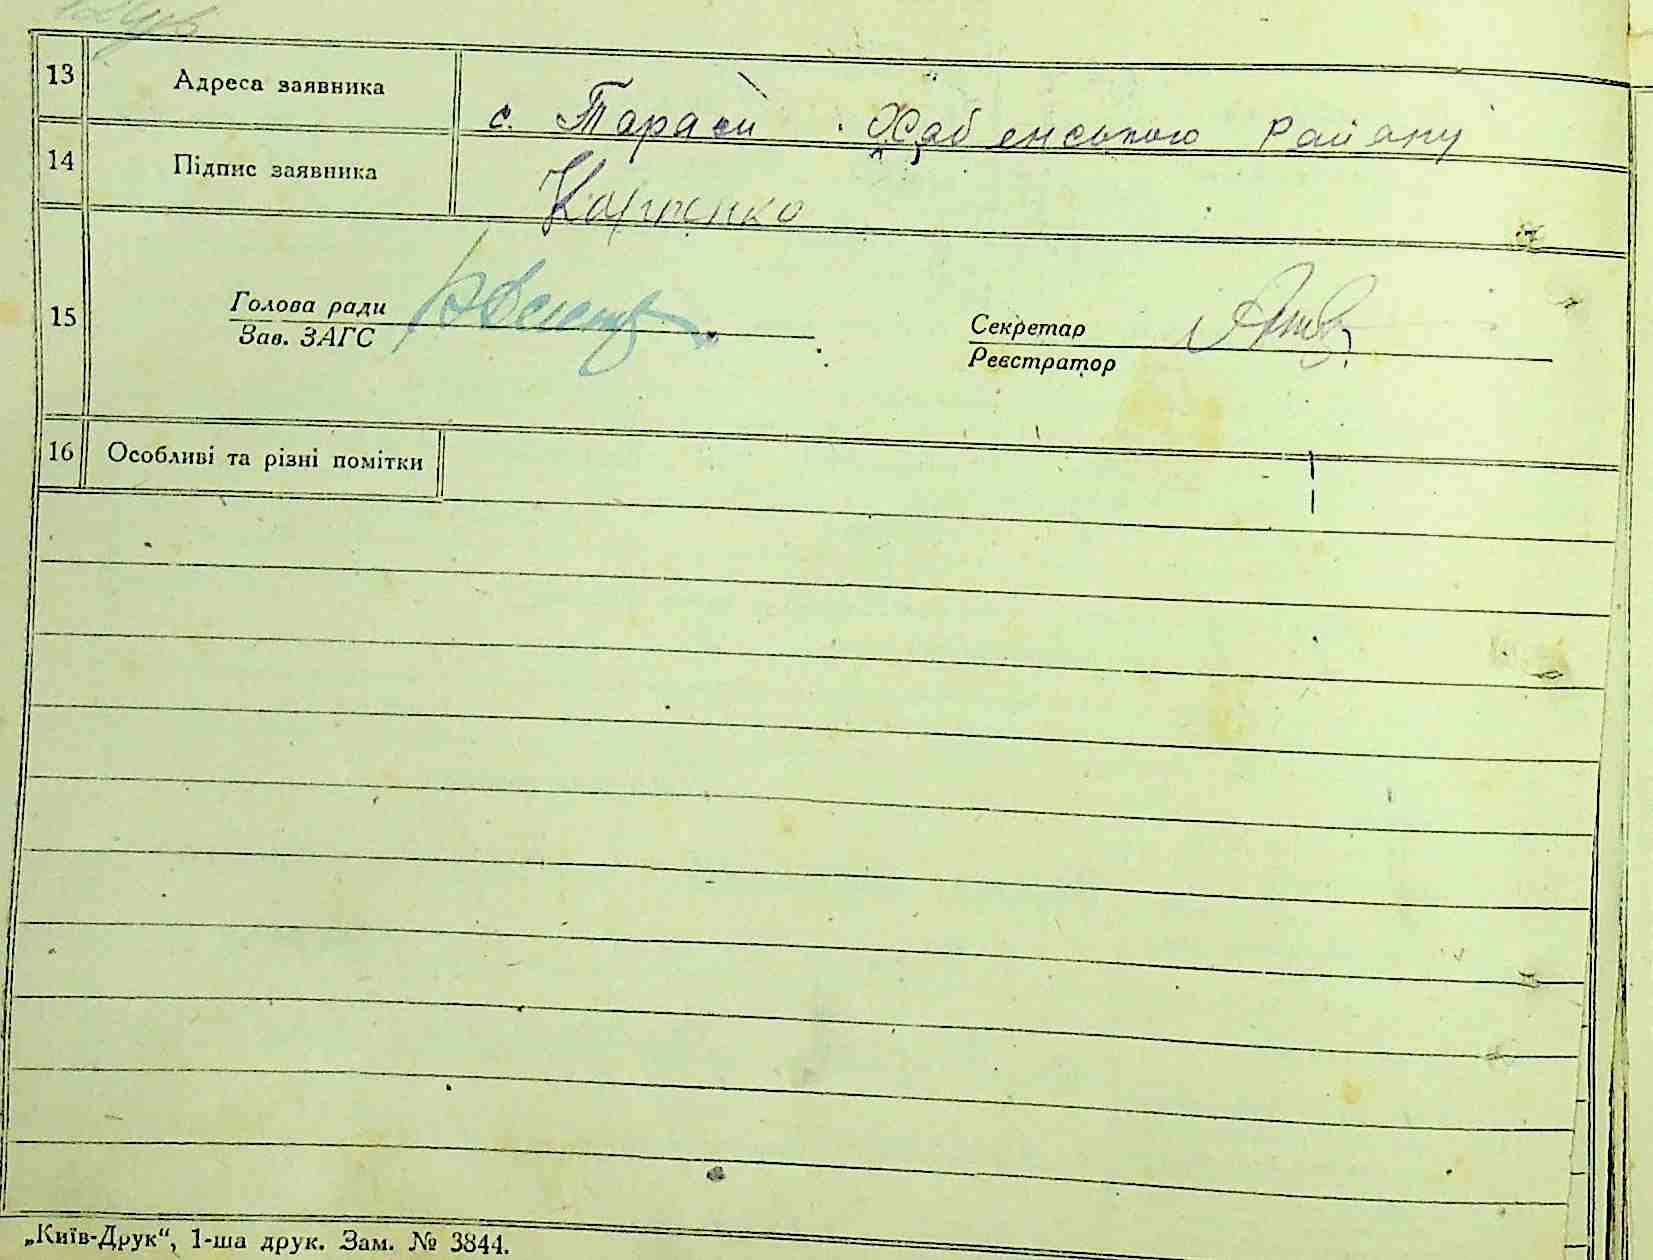 13 Адреса заявника с. Тараси Хабенського Району
14 Підпис заявника Карпенко
15 Голова ради Секретар
Зав. ЗАГС Реєстратор
16 Особливі та різні помітки
„Київ-Друк“, 1-ша друк. Зам. № 3844.